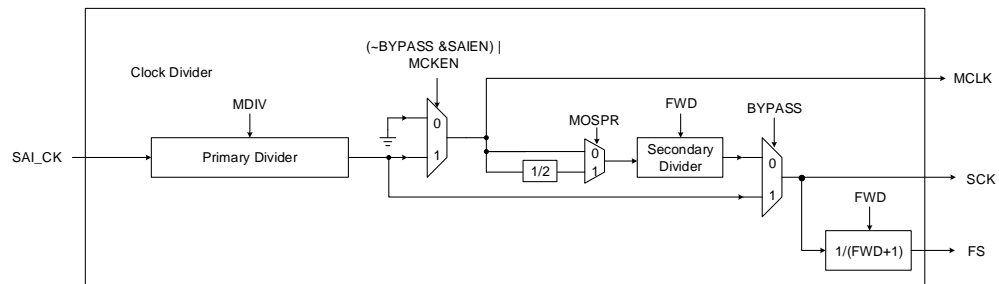 (~BYPASS &SAIEN) |
MCKEN
Clock Divider
MCLK
MDIV
FWD
BYPASS
MOSPR
0
1
SAI_CK
Primary Divider
0
1
1/2
Secondary
Divider
0
1
SCK
FWD
1/(FWD+1)
FS